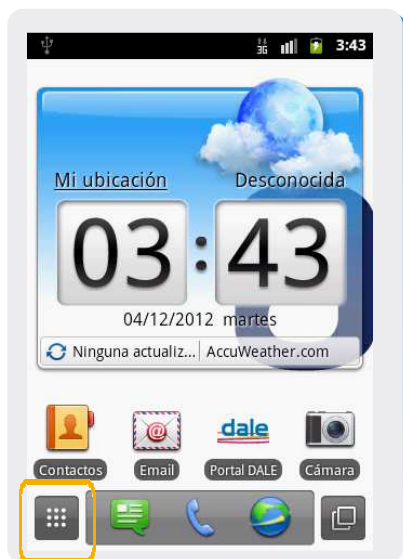 3G 3:43
Mi ubicación Desconocida
03:43
04/12/2012 martes
Ninguna actualiz... AccuWeather.com
@ dale
Contactos Email Portal DALE Cámara